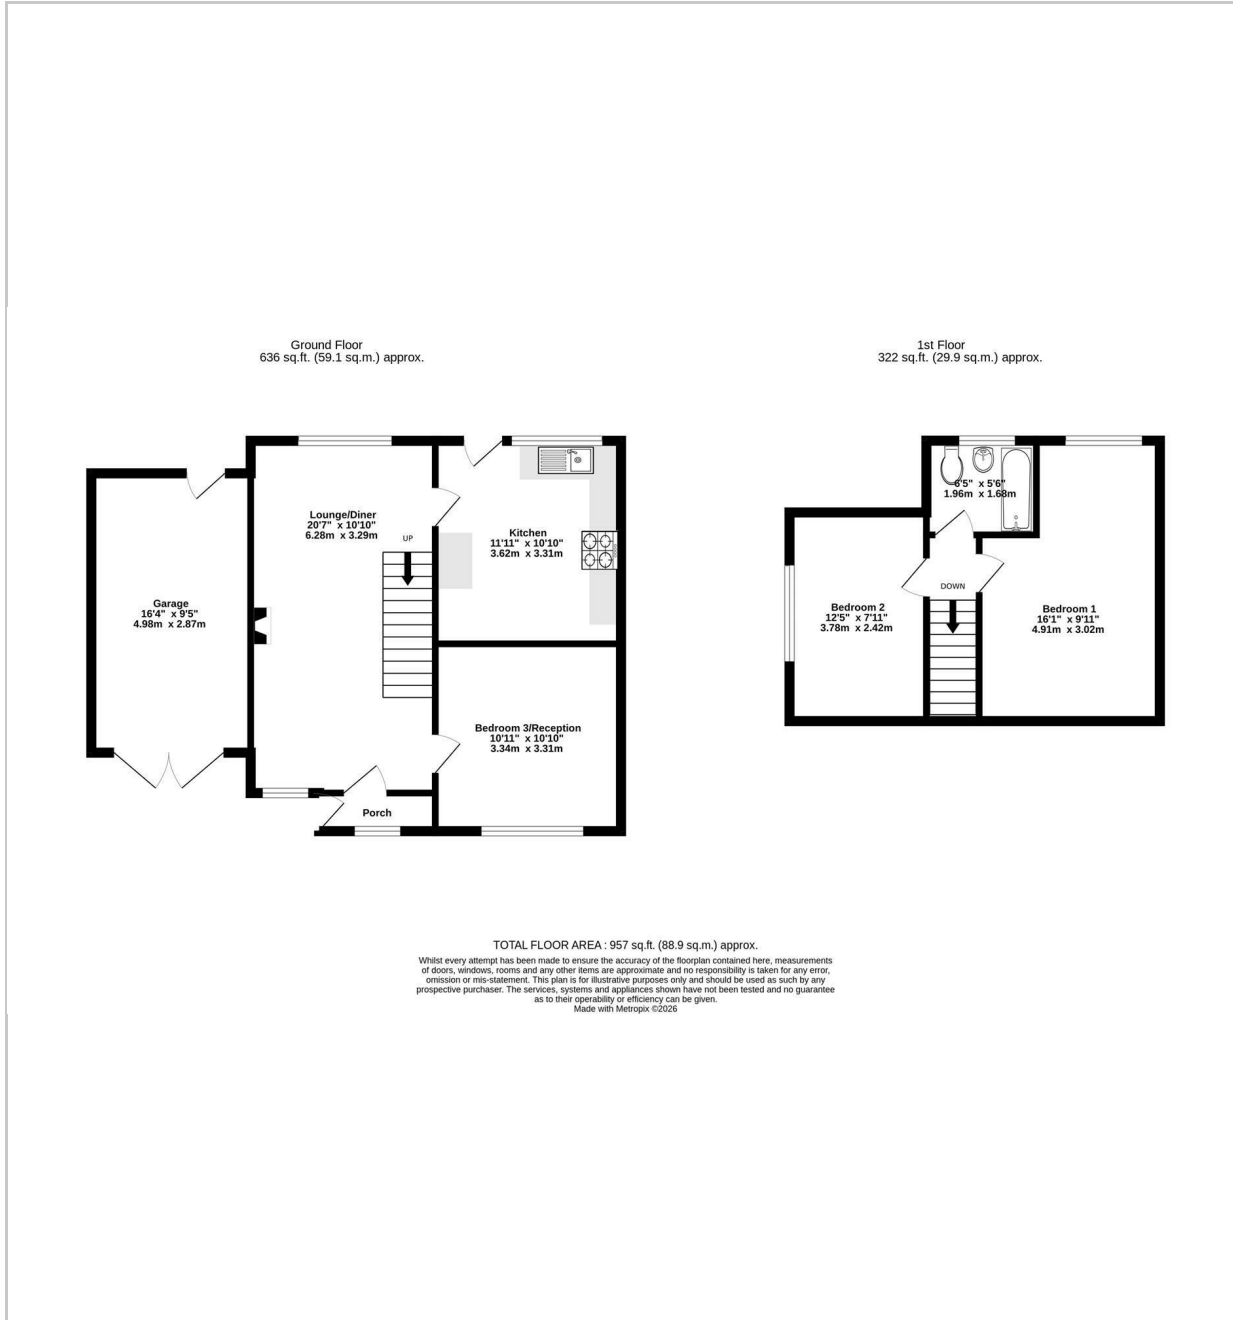 Ground Floor
636 sq.ft. (59.1 sq.m.) approx.
1st Floor
322 sq.ft. (29.9 sq.m.) approx.
Lounge/Diner
20'7" x 10'10"
6.28m x 3.29m
UP
Kitchen
11'11" x 10'10"
3.62m x 3.31m
Garage
16'4" x 9'5"
4.98m x 2.87m
Bedroom 3/Reception
10'11" x 10'10"
3.34m x 3.31m
Porch
6'5" x 5'6"
1.96m x 1.68m
DOWN
Bedroom 2
12'5" x 7'11"
3.78m x 2.42m
Bedroom 1
16'1" x 9'11"
4.91m x 3.02m
TOTAL FLOOR AREA : 957 sq.ft. (88.9 sq.m.) approx.
Whilst every attempt has been made to ensure the accuracy of the floorplan contained here, measurements
of doors, windows, rooms and any other items are approximate and no responsibility is taken for any error,
omission or mis-statement. This plan is for illustrative purposes only and should be used as such by any
prospective purchaser. The services, systems and appliances shown have not been tested and no guarantee
as to their operability or efficiency can be given.
Made with Metropix ©2026